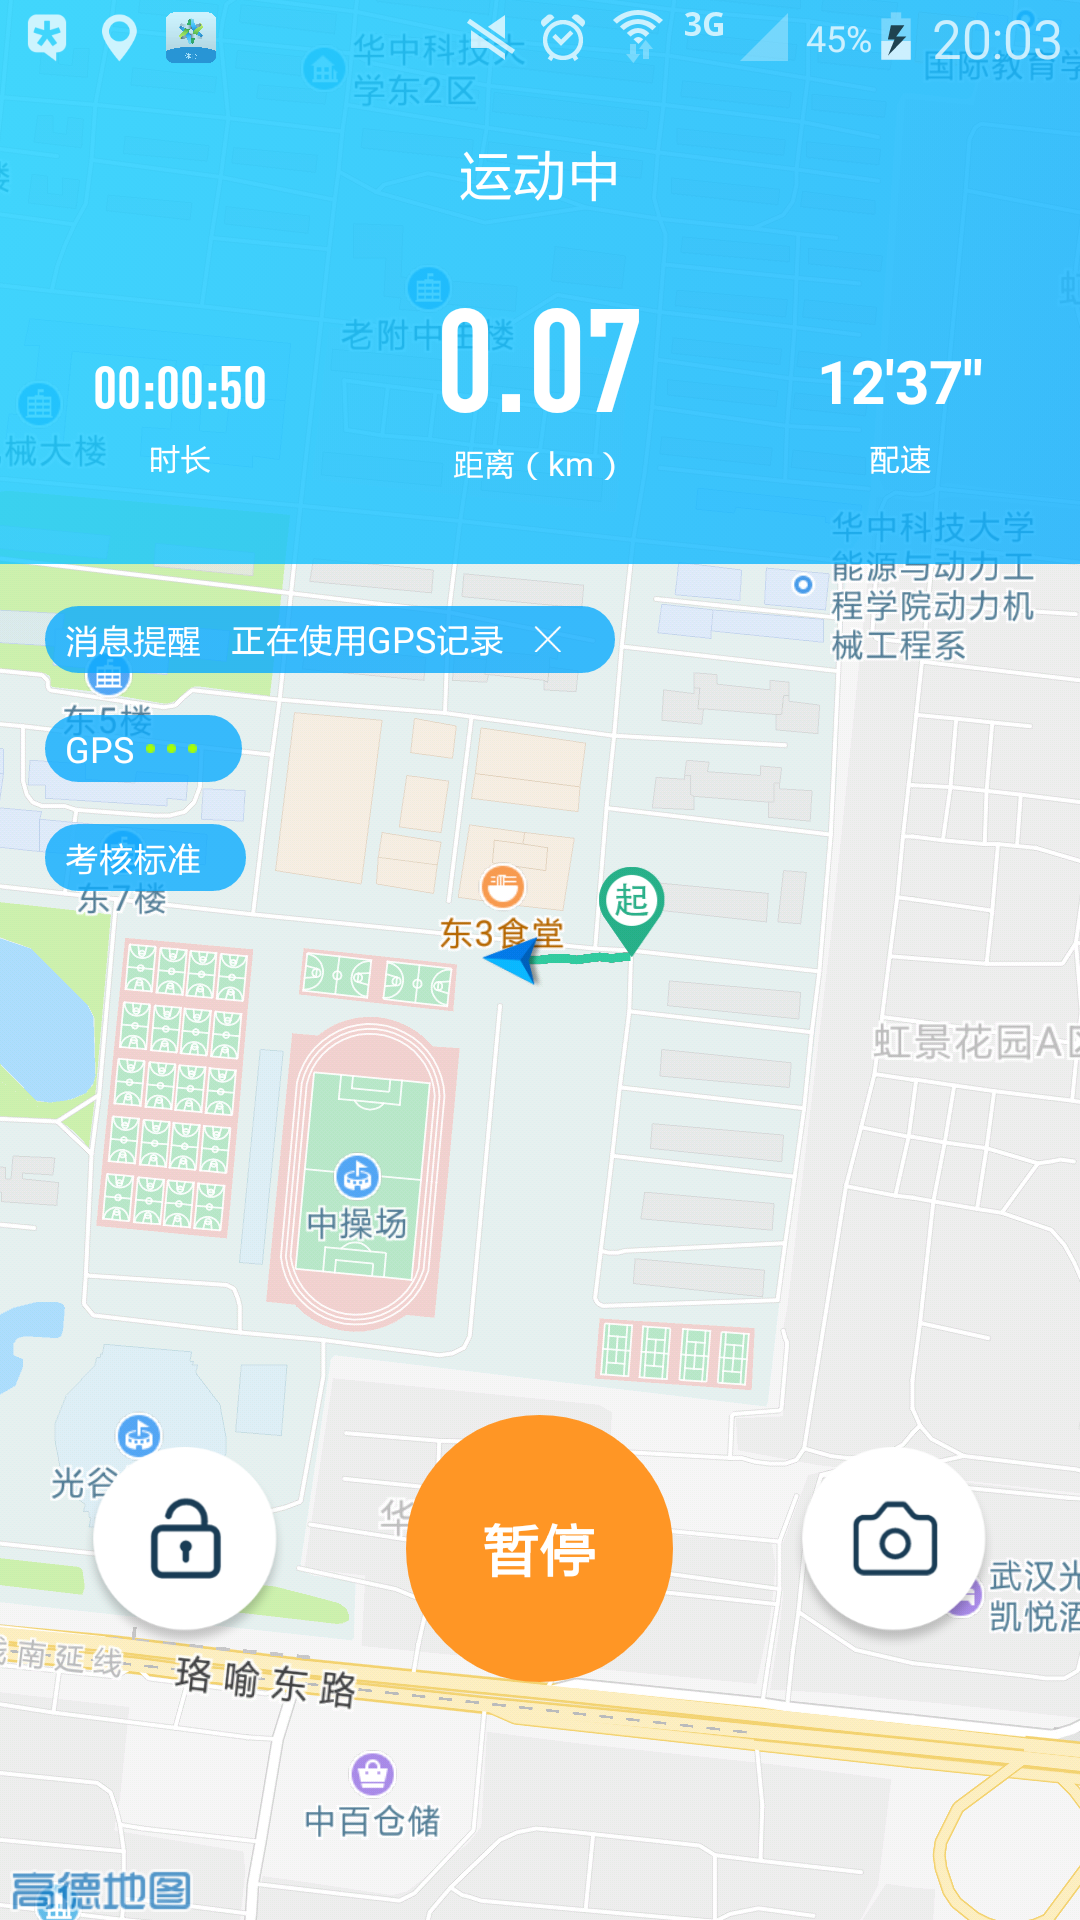 3G
45%
20:03
华中科技大
学东2区
国际教育学
运动中
楼
老附中主楼
0.07
00:00:50
12'37"
械大楼
时长
距离（km）
配速
华中科技大学
能源与动力工
程学院动力机
械工程系
消息提醒 正在使用GPS记录
东5楼
GPS
考核标准
东7楼
起
东3食堂
虹景花园A区
中操场
光谷
华
暂停
武汉光
凯悦酒
南延线
珞喻东路
中百仓储
高德地图